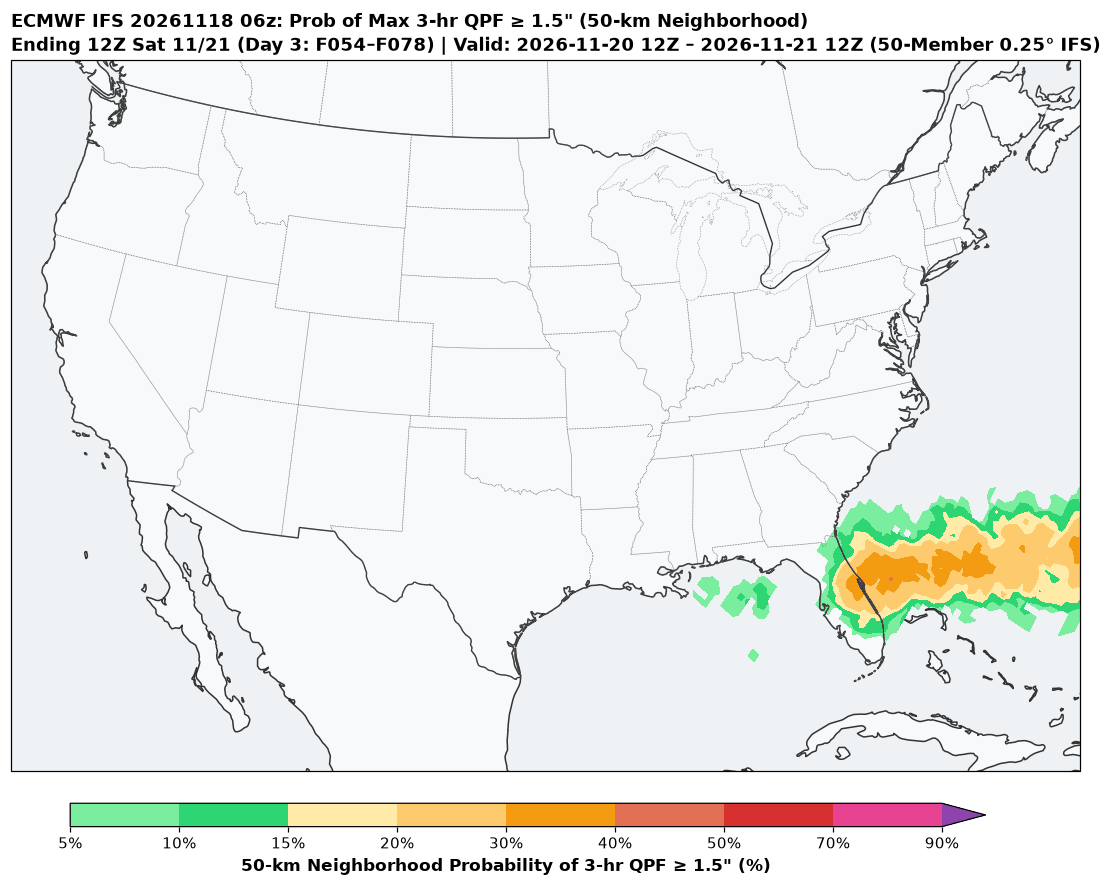 ECMWF IFS 20261118 06z: Prob of Max 3-hr QPF ≥ 1.5" (50-km Neighborhood)
Ending 12Z Sat 11/21 (Day 3: F054–F078) | Valid: 2026-11-20 12Z – 2026-11-21 12Z (50-Member 0.25° IFS)
5% 10% 15% 20% 30% 40% 50% 70% 90%
50-km Neighborhood Probability of 3-hr QPF ≥ 1.5" (%)